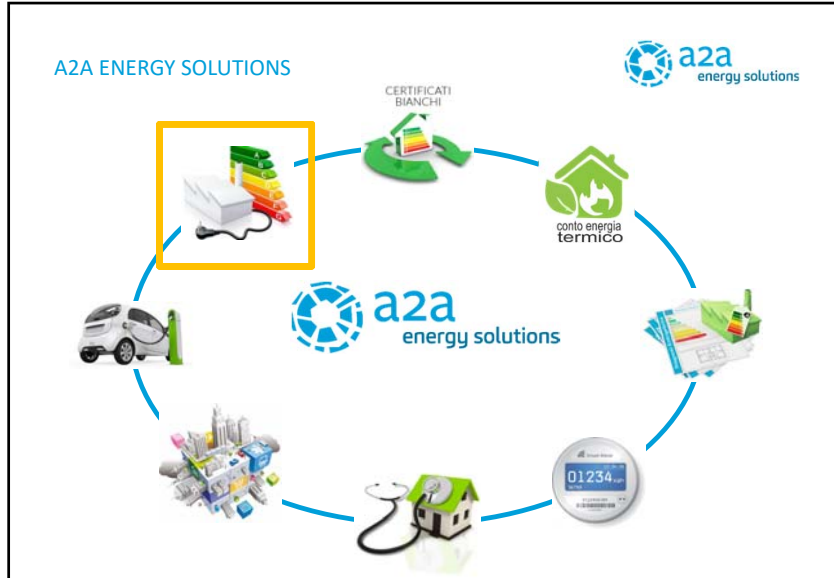 A2A ENERGY SOLUTIONS
a2a
energy solutions
CERTIFICATI
BIANCHI
conto energia
termico
a2a
energy solutions
01234